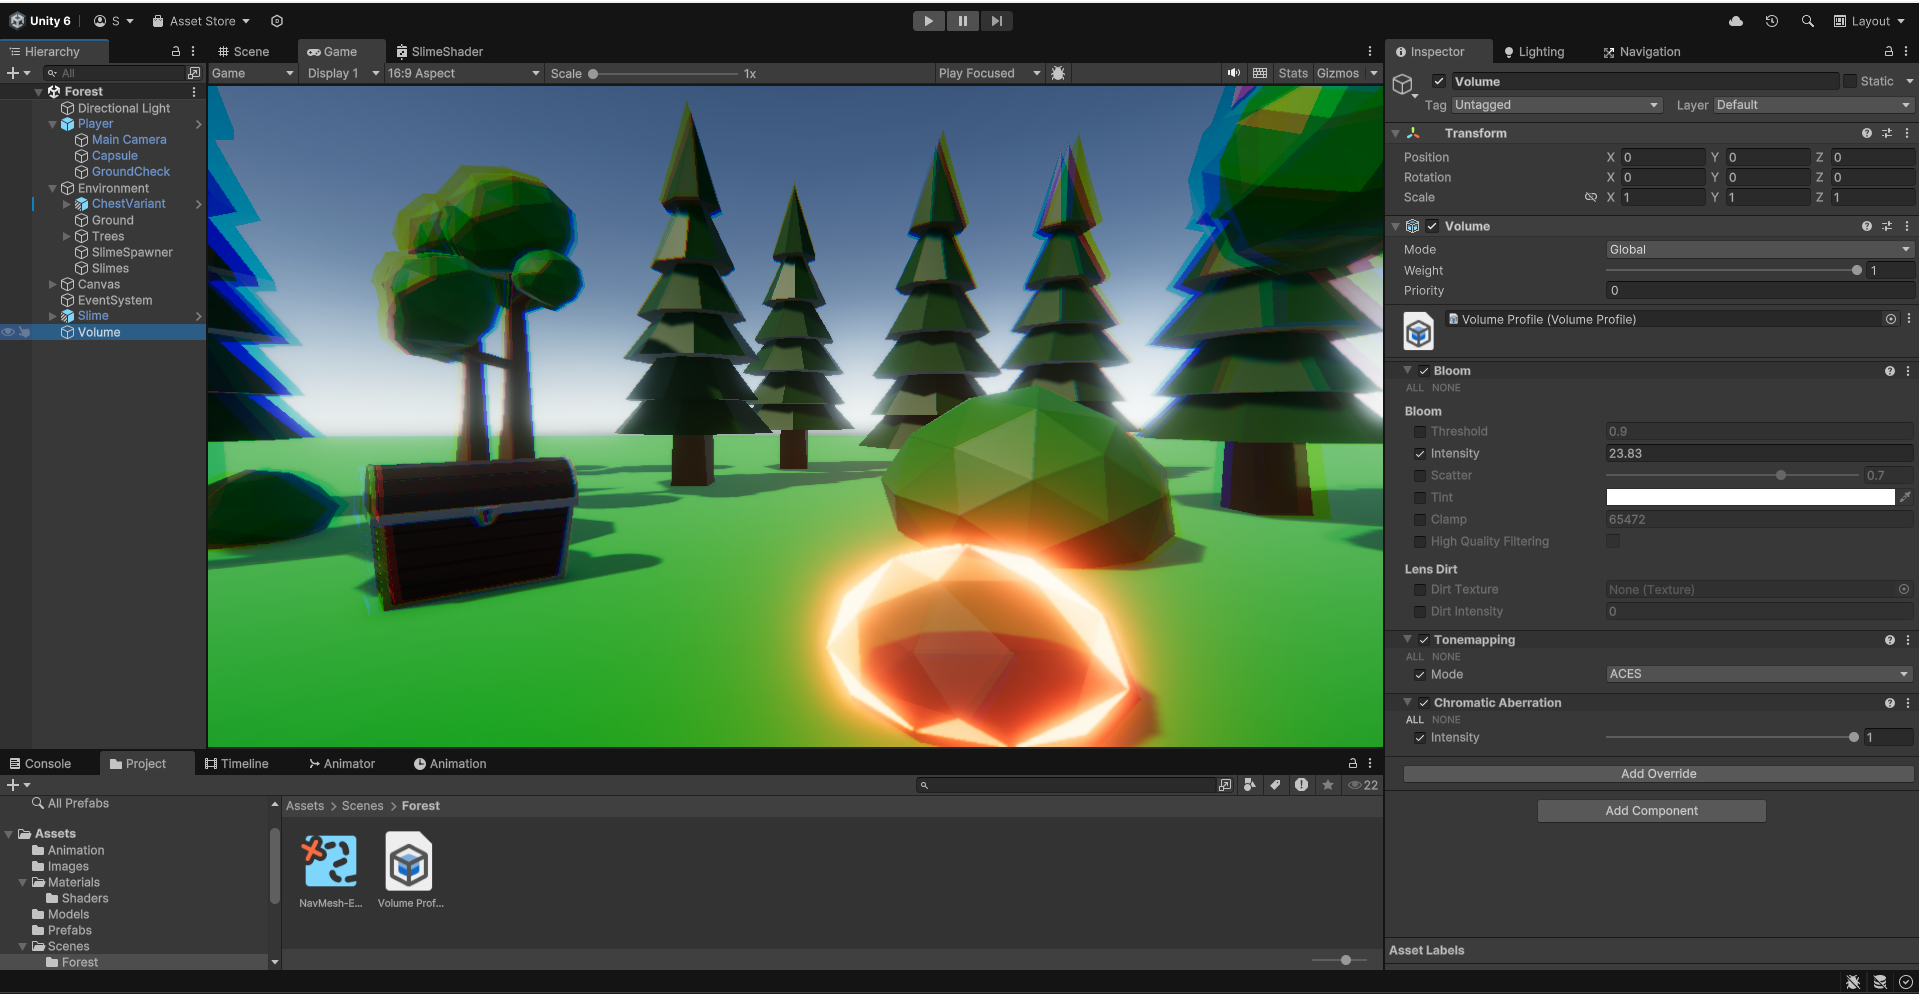 Unity 6
S
Asset Store
Layout
Hierarchy
Scene
Game
SlimeShader
Inspector
Lighting
Navigation
All
Game
Display 1
16:9 Aspect
Scale
1x
Play Focused
Stats
Gizmos
Forest
Directional Light
Player
Main Camera
Capsule
GroundCheck
Environment
ChestVariant
Ground
Trees
SlimeSpawner
Slimes
Canvas
EventSystem
Slime
Volume
Volume
Static
Tag
Untagged
Layer
Default
Transform
Position
X 0 Y 0 Z 0
Rotation
X 0 Y 0 Z 0
Scale
X 1 Y 1 Z 1
Volume
Mode
Global
Weight
1
Priority
0
Volume Profile (Volume Profile)
Bloom
ALL NONE
Bloom
Threshold
0.9
Intensity
23.83
Scatter
0.7
Tint
Clamp
65472
High Quality Filtering
Lens Dirt
Dirt Texture
None (Texture)
Dirt Intensity
0
Tonemapping
ALL NONE
Mode
ACES
Chromatic Aberration
ALL NONE
Intensity
1
Add Override
Add Component
Asset Labels
Console
Project
Timeline
Animator
Animation
22
All Prefabs
Assets
Animation
Images
Materials
Shaders
Models
Prefabs
Scenes
Forest
Assets > Scenes > Forest
NavMesh-E...
Volume Prof...